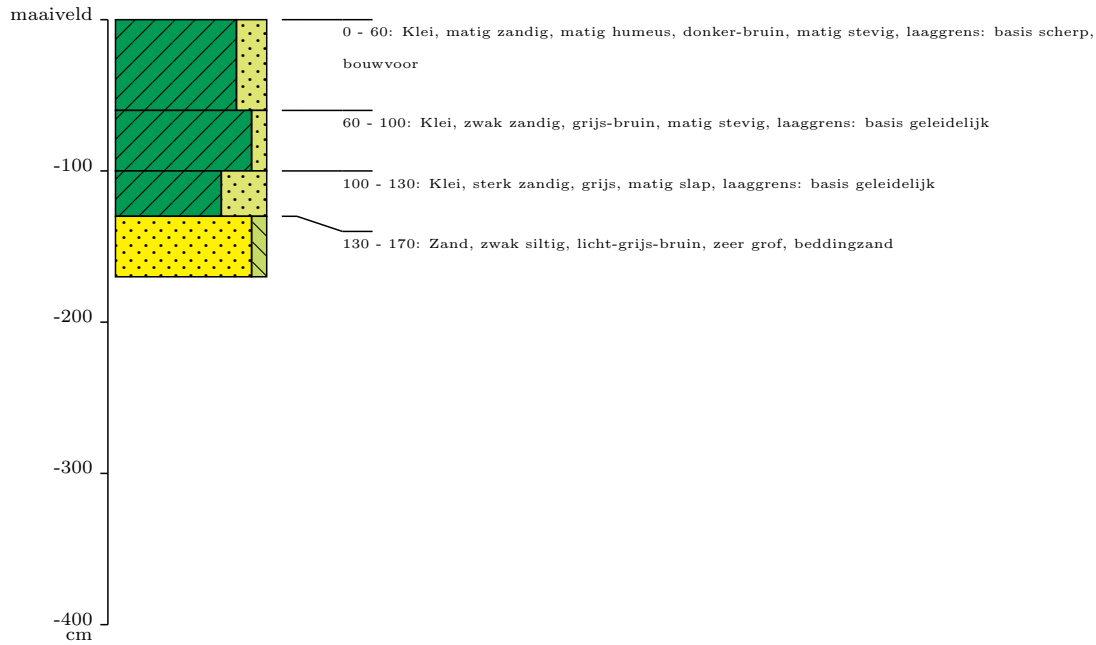 maaiveld
0 - 60: Klei, matig zandig, matig humeus, donker-bruin, matig stevig, laaggrens: basis scherp,
bouwvoor
60 - 100: Klei, zwak zandig, grijs-bruin, matig stevig, laaggrens: basis geleidelijk
-100
100 - 130: Klei, sterk zandig, grijs, matig slap, laaggrens: basis geleidelijk
130 - 170: Zand, zwak siltig, licht-grijs-bruin, zeer grof, beddingzand
-200
-300
-400
cm